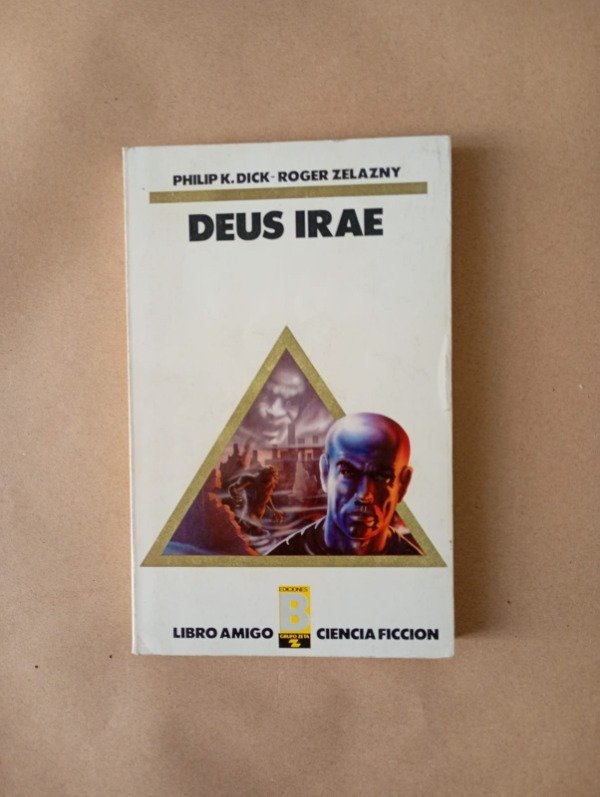 PHILIP K. DICK - ROGER ZELAZNY
DEUS IRAE
EDICIONES
B
GRUPO ZETA
Z
LIBRO AMIGO CIENCIA FICCION